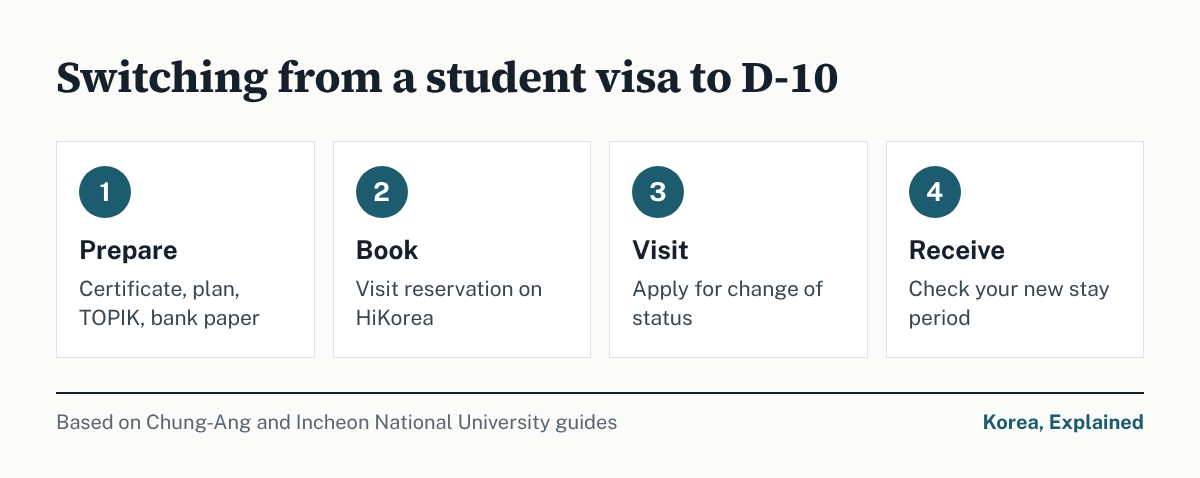 Switching from a student visa to D-10
1
Prepare
Certificate, plan,
TOPIK, bank paper
2
Book
Visit reservation on
HiKorea
3
Visit
Apply for change of
status
4
Receive
Check your new stay
period
Based on Chung-Ang and Incheon National University guides
Korea, Explained